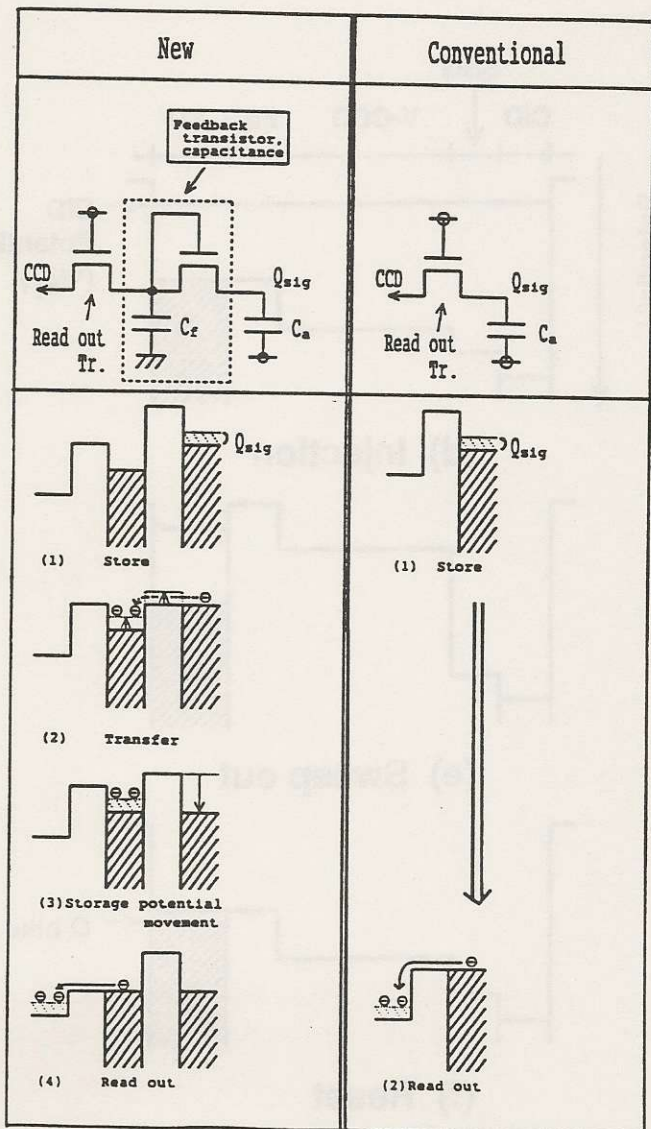 New
Conventional
Feedback
transistor,
capacitance
CCD
Read out
Tr.
Cf
Qsig
Ca
CCD
Read out
Tr.
Qsig
Ca
Qsig
(1) Store
(2) Transfer
(3)Storage potential
movement
(4) Read out
Qsig
(1) Store
(2)Read out